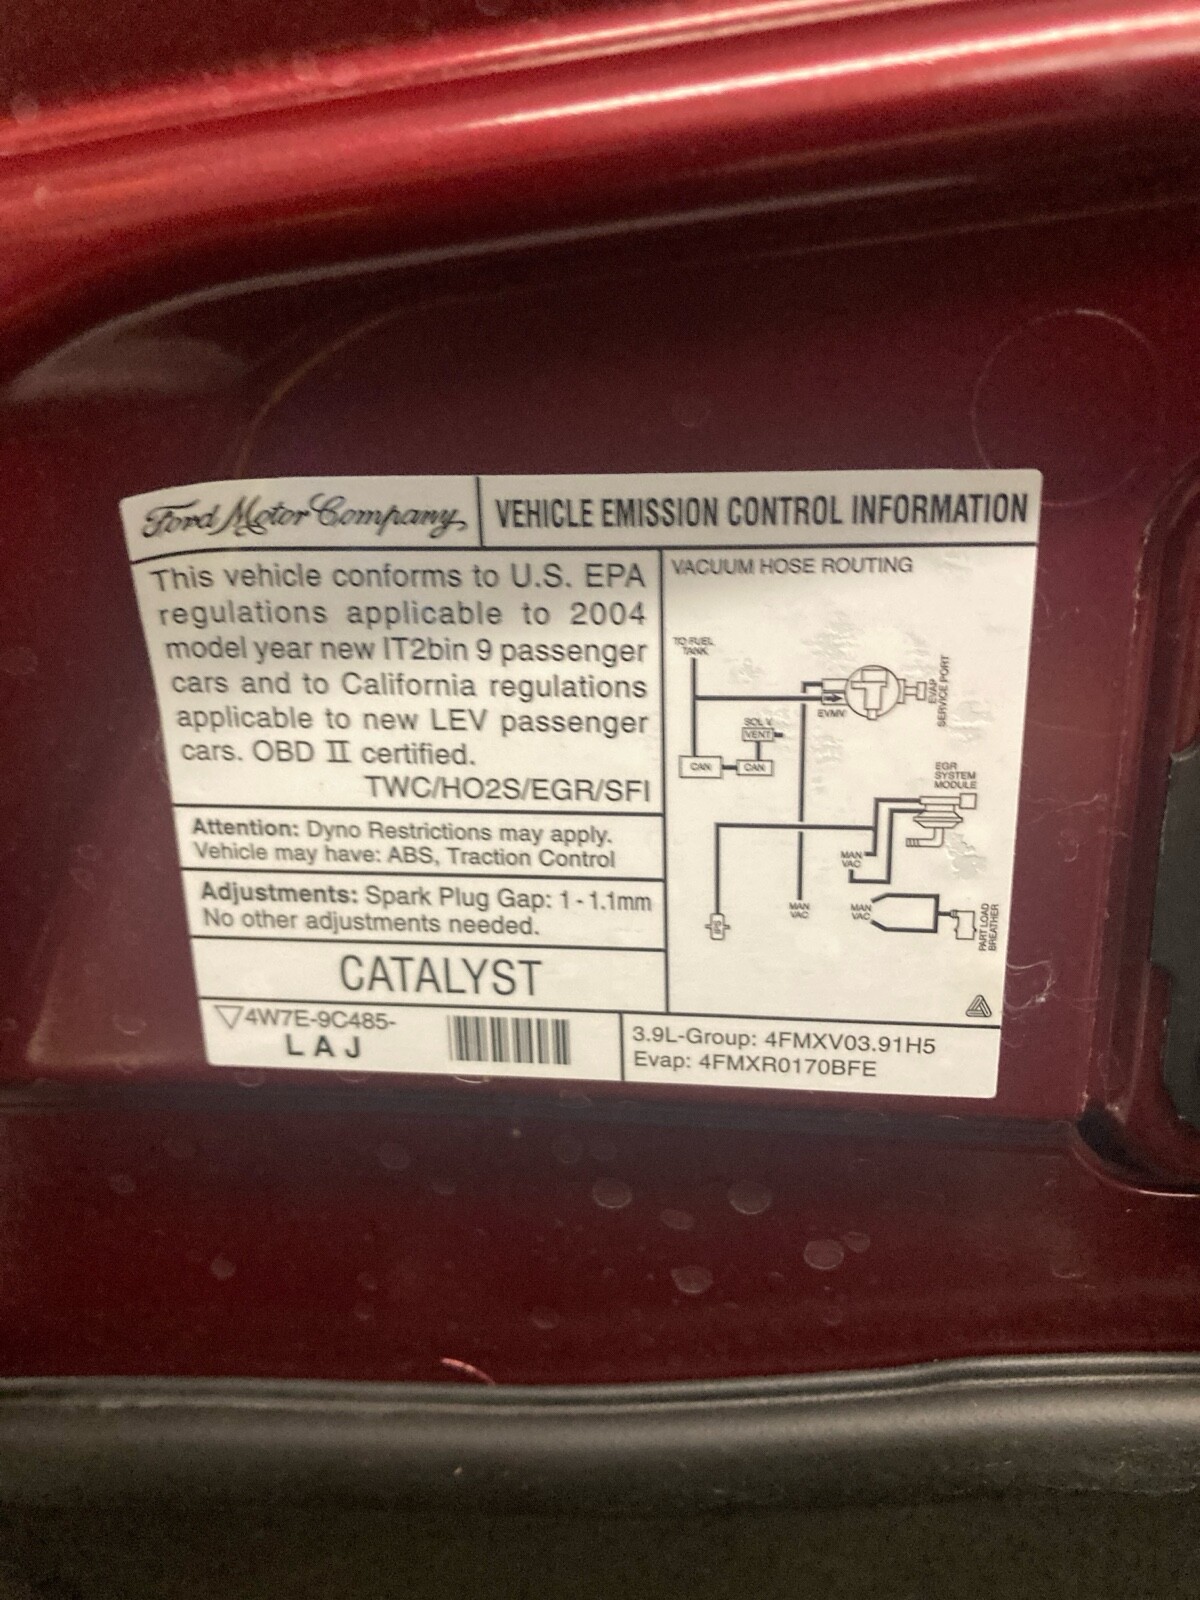 Ford Motor Company
VEHICLE EMISSION CONTROL INFORMATION
This vehicle conforms to U.S. EPA
regulations applicable to 2004
model year new IT2bin 9 passenger
cars and to California regulations
applicable to new LEV passenger
cars. OBD II certified.
TWC/HO2S/EGR/SFI
Attention: Dyno Restrictions may apply.
Vehicle may have: ABS, Traction Control
Adjustments: Spark Plug Gap: 1 - 1.1mm
No other adjustments needed.
CATALYST
4W7E-9C485-
L A J
VACUUM HOSE ROUTING
TO FUEL
TANK
EVMV
EVAP
SERVICE PORT
SOL V
VENT
CAN
CAN
EGR
SYSTEM
MODULE
MAN
VAC
MAN
VAC
MAN
VAC
PART LOAD
BREATHER
3.9L-Group: 4FMXV03.91H5
Evap: 4FMXR0170BFE